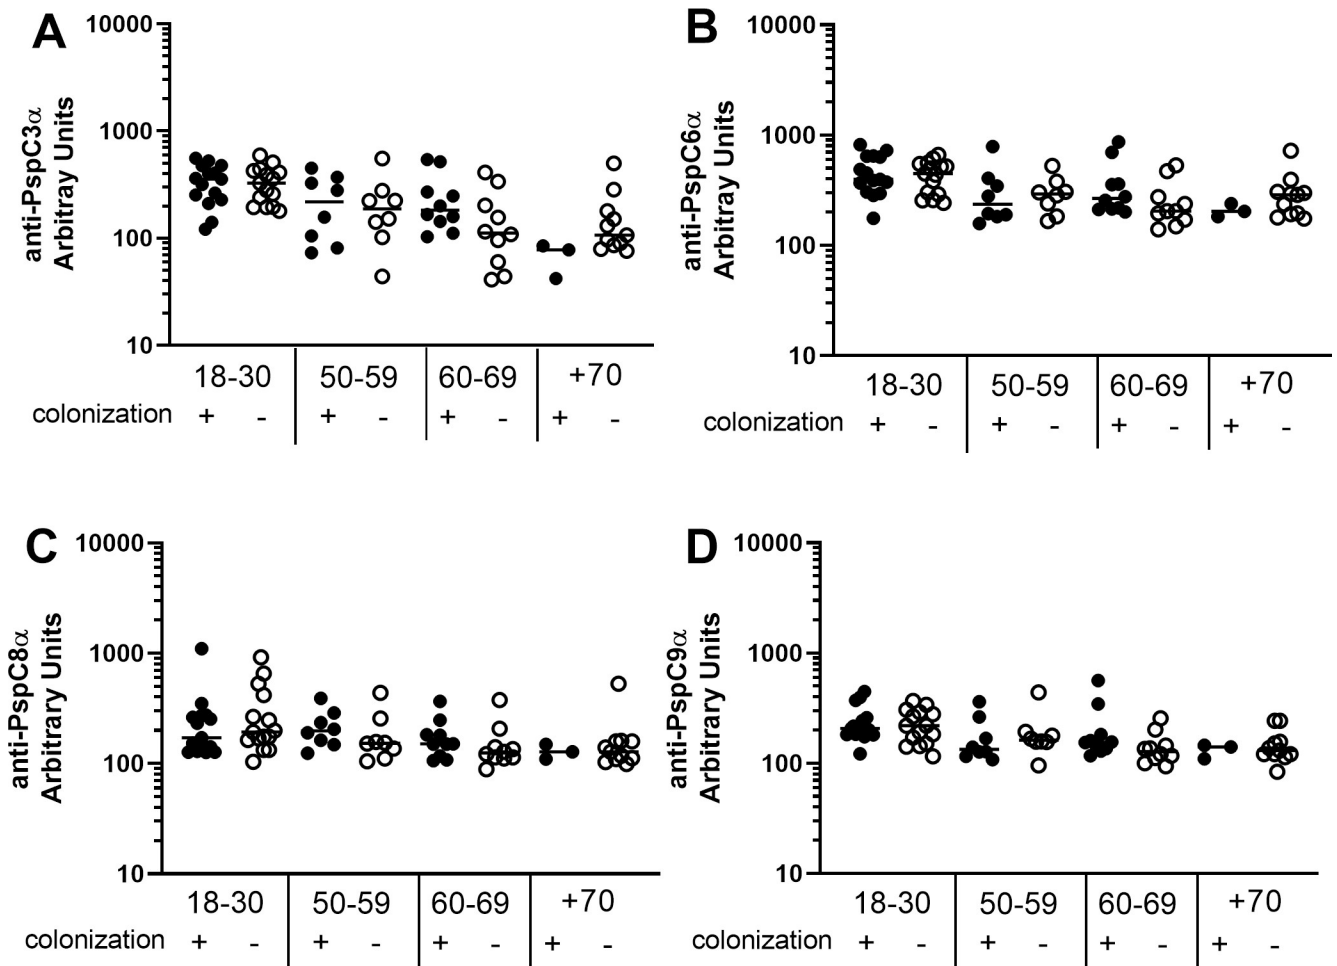 A
anti-PspC3α
Arbitray Units
10000
1000
100
10
18-30 50-59 60-69 +70
colonization + - + - + - + -
B
anti-PspC6α
Arbitray Units
10000
1000
100
10
18-30 50-59 60-69 +70
colonization + - + - + - + -
C
anti-PspC8α
Arbitrary Units
10000
1000
100
10
18-30 50-59 60-69 +70
colonization + - + - + - + -
D
anti-PspC9α
Arbitrary Units
10000
1000
100
10
18-30 50-59 60-69 +70
colonization + - + - + - + -